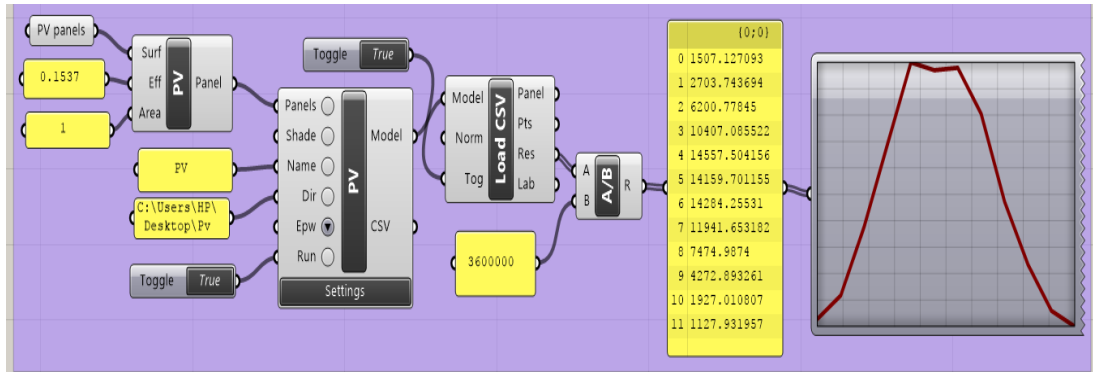 PV panels
0.1537
1
Surf
Eff
Area
PV
Panel
PV
C:\Users\HP\
Desktop\Pv
Toggle True
Panels
Shade
Name
Dir
Epw
Run
PV
Model
CSV
Settings
Toggle True
Model
Norm
Tog
Load CSV
Panel
Pts
Res
Lab
3600000
A
B
A/B
R
{0;0}
0 1507.127093
1 2703.743694
2 6200.77845
3 10407.085522
4 14557.504156
5 14159.701155
6 14284.25531
7 11941.653182
8 7474.9874
9 4272.893261
10 1927.010807
11 1127.931957